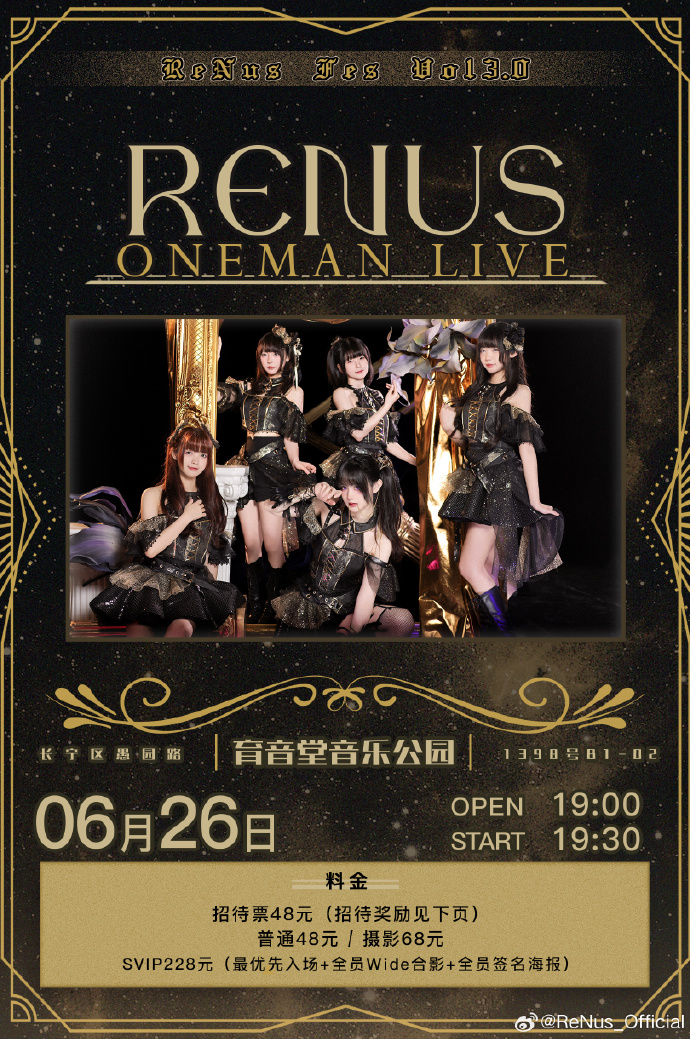 ReNus Fes Vol3.0
RENUS
ONEMAN LIVE
长宁区愚园路 | 育音堂音乐公园 | 1398号B1-02
06月26日
OPEN 19:00
START 19:30
料金
招待票48元（招待奖励见下页）
普通48元 / 摄影68元
SVIP228元（最优先入场+全员Wide合影+全员签名海报）
@ReNus_Official